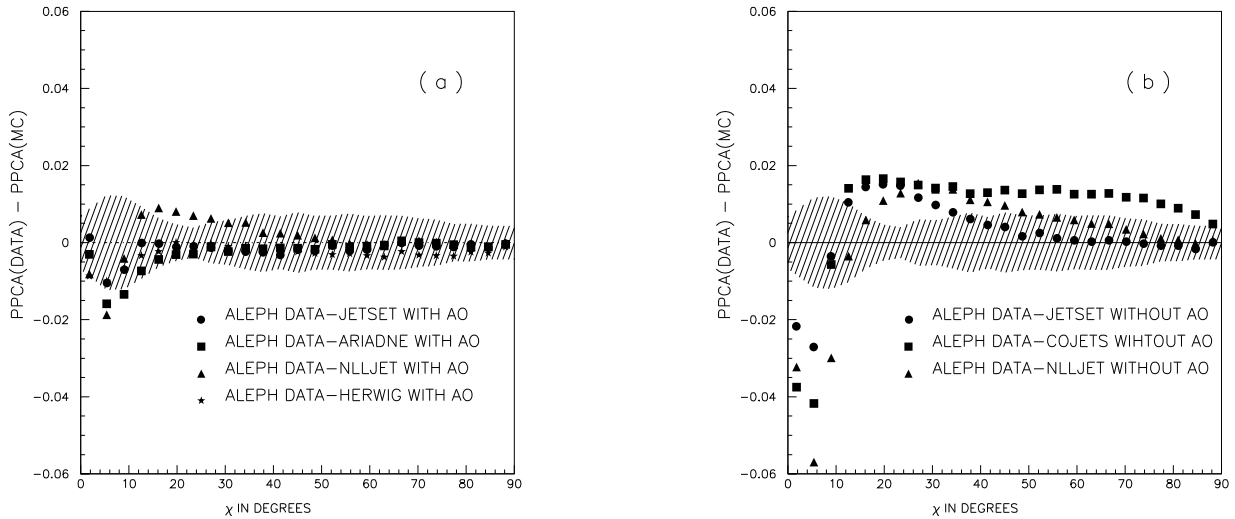 ( a )
PPCA(DATA) − PPCA(MC)
0.06
0.04
0.02
0
−0.02
−0.04
−0.06
ALEPH DATA−JETSET WITH AO
ALEPH DATA−ARIADNE WITH AO
ALEPH DATA−NLLJET WITH AO
ALEPH DATA−HERWIG WITH AO
0 10 20 30 40 50 60 70 80 90
χ IN DEGREES
( b )
PPCA(DATA) − PPCA(MC)
0.06
0.04
0.02
0
−0.02
−0.04
−0.06
ALEPH DATA−JETSET WITHOUT AO
ALEPH DATA−COJETS WIHTOUT AO
ALEPH DATA−NLLJET WITHOUT AO
0 10 20 30 40 50 60 70 80 90
χ IN DEGREES